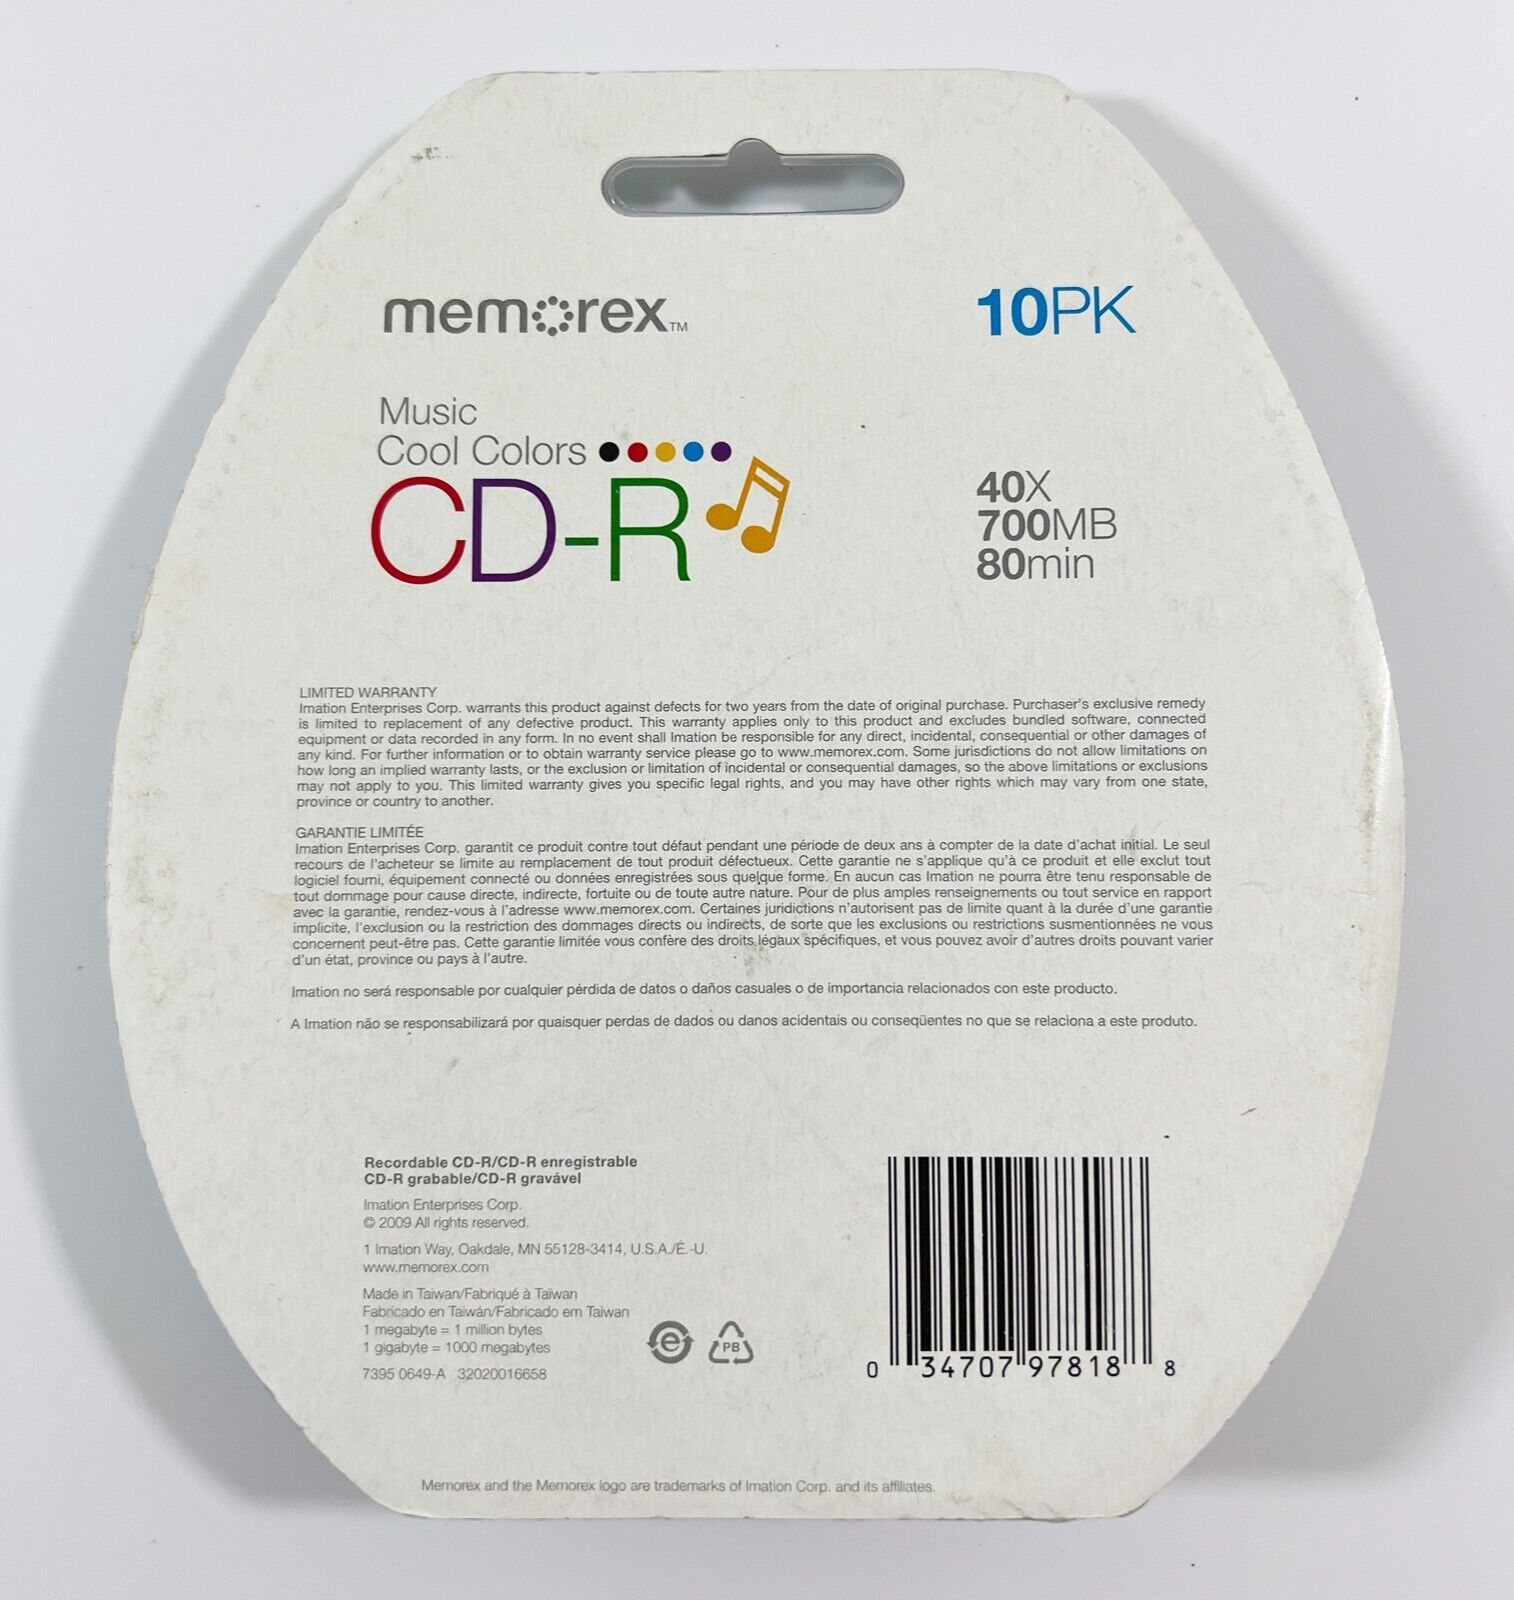 memorex™
10PK
Music
Cool Colors
CD-R
40X
700MB
80min
LIMITED WARRANTY
Imation Enterprises Corp. warrants this product against defects for two years from the date of original purchase. Purchaser's exclusive remedy
is limited to replacement of any defective product. This warranty applies only to this product and excludes bundled software, connected
equipment or data recorded in any form. In no event shall Imation be responsible for any direct, incidental, consequential or other damages of
any kind. For further information or to obtain warranty service please go to www.memorex.com. Some jurisdictions do not allow limitations on
how long an implied warranty lasts, or the exclusion or limitation of incidental or consequential damages, so the above limitations or exclusions
may not apply to you. This limited warranty gives you specific legal rights, and you may have other rights which may vary from one state,
province or country to another.
GARANTIE LIMITÉE
Imation Enterprises Corp. garantit ce produit contre tout défaut pendant une période de deux ans à compter de la date d'achat initial. Le seul
recours de l'acheteur se limite au remplacement de tout produit défectueux. Cette garantie ne s'applique qu'à ce produit et elle exclut tout
logiciel fourni, équipement connecté ou données enregistrées sous quelque forme. En aucun cas Imation ne pourra être tenu responsable de
tout dommage pour cause directe, indirecte, fortuite ou de toute autre nature. Pour de plus amples renseignements ou tout service en rapport
avec la garantie, rendez-vous à l'adresse www.memorex.com. Certaines juridictions n'autorisent pas de limite quant à la durée d'une garantie
implicite, l'exclusion ou la restriction des dommages directs ou indirects, de sorte que les exclusions ou restrictions susmentionnées ne vous
concernent peut-être pas. Cette garantie limitée vous confère des droits légaux spécifiques, et vous pouvez avoir d'autres droits pouvant varier
d'un état, province ou pays à l'autre.
Imation no será responsable por cualquier pérdida de datos o daños casuales o de importancia relacionados con este producto.
A Imation não se responsabilizará por quaisquer perdas de dados ou danos acidentais ou conseqüentes no que se relaciona a este produto.
Recordable CD-R/CD-R enregistrable
CD-R grabable/CD-R gravável
Imation Enterprises Corp.
© 2009 All rights reserved.
1 Imation Way, Oakdale, MN 55128-3414, U.S.A./É.-U.
www.memorex.com
Made in Taiwan/Fabriqué à Taïwan
Fabricado en Taiwán/Fabricado em Taiwan
1 megabyte = 1 million bytes
1 gigabyte = 1000 megabytes
7395 0649-A 32020016658
e
PB
0 34707 97818 8
Memorex and the Memorex logo are trademarks of Imation Corp. and its affiliates.